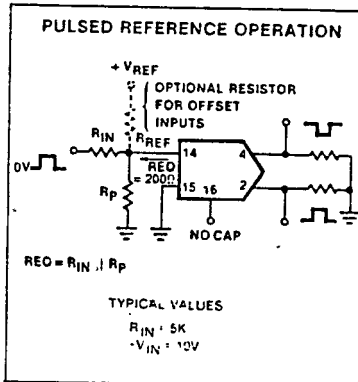 PULSED REFERENCE OPERATION
+VREF
OPTIONAL RESISTOR
FOR OFFSET
INPUTS
RIN
RREF
0V
REQ
= 200Ω
14
4
15
16
2
RP
NO CAP
REQ = RIN || RP
TYPICAL VALUES
RIN = 5K
+VIN = 10V